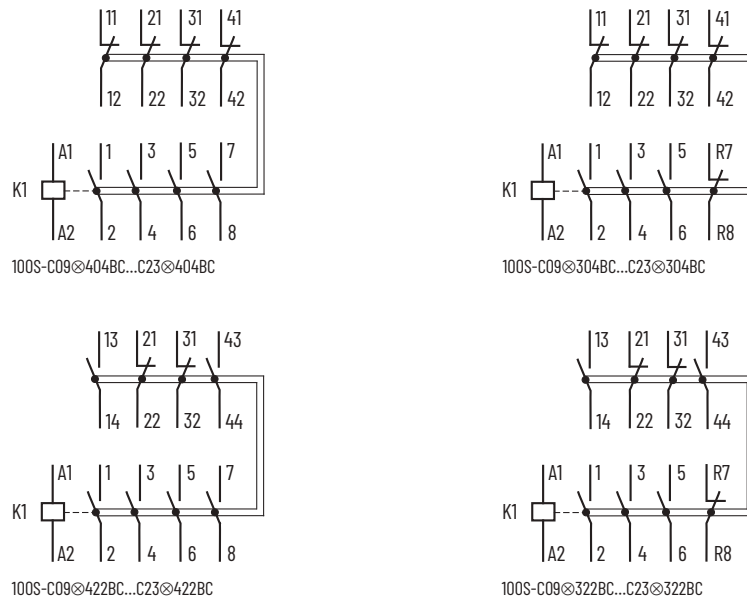 11 21 31 41
12 22 32 42
A1 1 3 5 7
K1
A2 2 4 6 8
100S-C09⊗404BC...C23⊗404BC
11 21 31 41
12 22 32 42
A1 1 3 5 R7
K1
A2 2 4 6 R8
100S-C09⊗304BC...C23⊗304BC
13 21 31 43
14 22 32 44
A1 1 3 5 7
K1
A2 2 4 6 8
100S-C09⊗422BC...C23⊗422BC
13 21 31 43
14 22 32 44
A1 1 3 5 R7
K1
A2 2 4 6 R8
100S-C09⊗322BC...C23⊗322BC